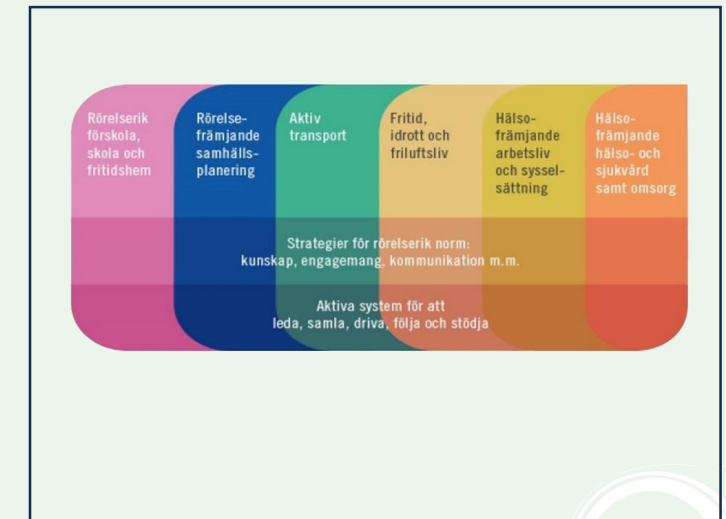 Rörelserik
förskola,
skola och
fritidshem
Rörelse-
främjande
samhälls-
planering
Aktiv
transport
Fritid,
idrott och
friluftsliv
Hälso-
främjande
arbetsliv
och syssel-
sättning
Hälso-
främjande
hälso- och
sjukvård
samt omsorg
Strategier för rörelserik norm:
kunskap, engagemang, kommunikation m.m.
Aktiva system för att
leda, samla, driva, följa och stödja